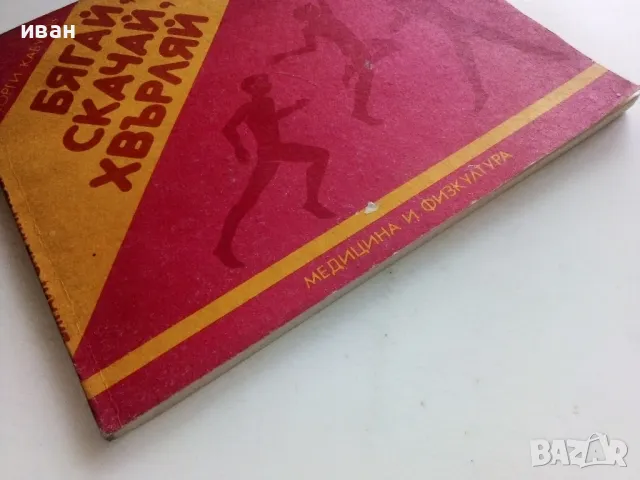 иван
БЯГАЙ,
СКАЧАЙ,
ХВЪРЛЯЙ
МЕДИЦИНА И ФИЗКУЛТУРА
BAZAR